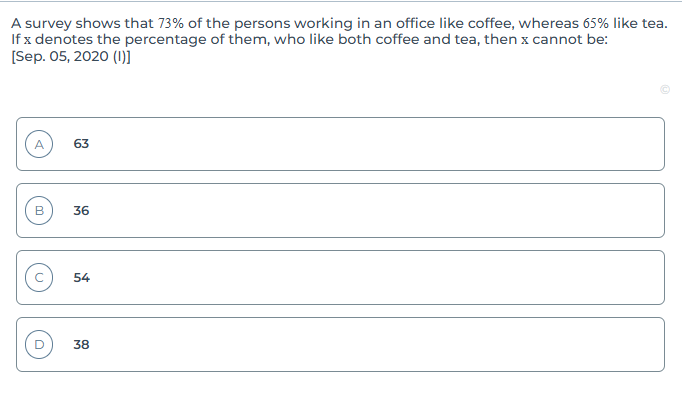 A survey shows that 73% of the persons working in an office like coffee, whereas 65% like tea.
If x denotes the percentage of them, who like both coffee and tea, then x cannot be:
[Sep. 05, 2020 (I)]
©
A 63
B 36
C 54
D 38